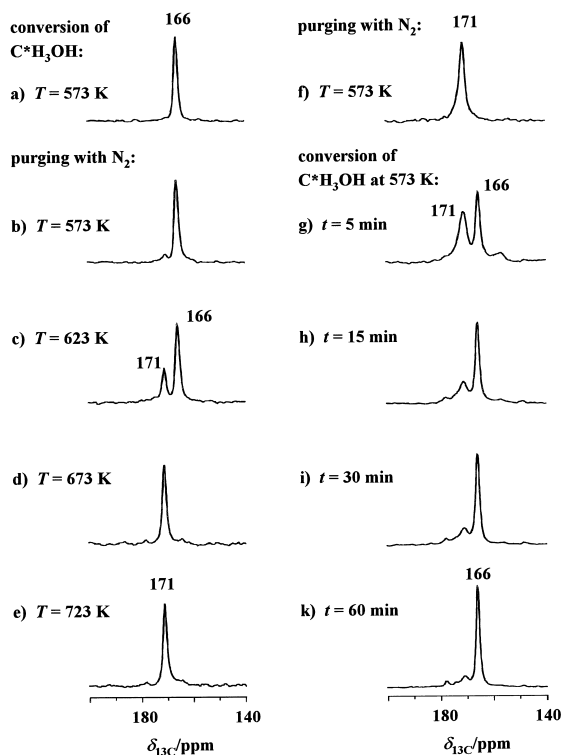 conversion of
C*H3OH:
166
a) T = 573 K
purging with N2:
b) T = 573 K
166
171
c) T = 623 K
d) T = 673 K
171
e) T = 723 K
180 140
δ13C/ppm
purging with N2:
171
f) T = 573 K
conversion of
C*H3OH at 573 K:
166
171
g) t = 5 min
h) t = 15 min
i) t = 30 min
166
k) t = 60 min
180 140
δ13C/ppm